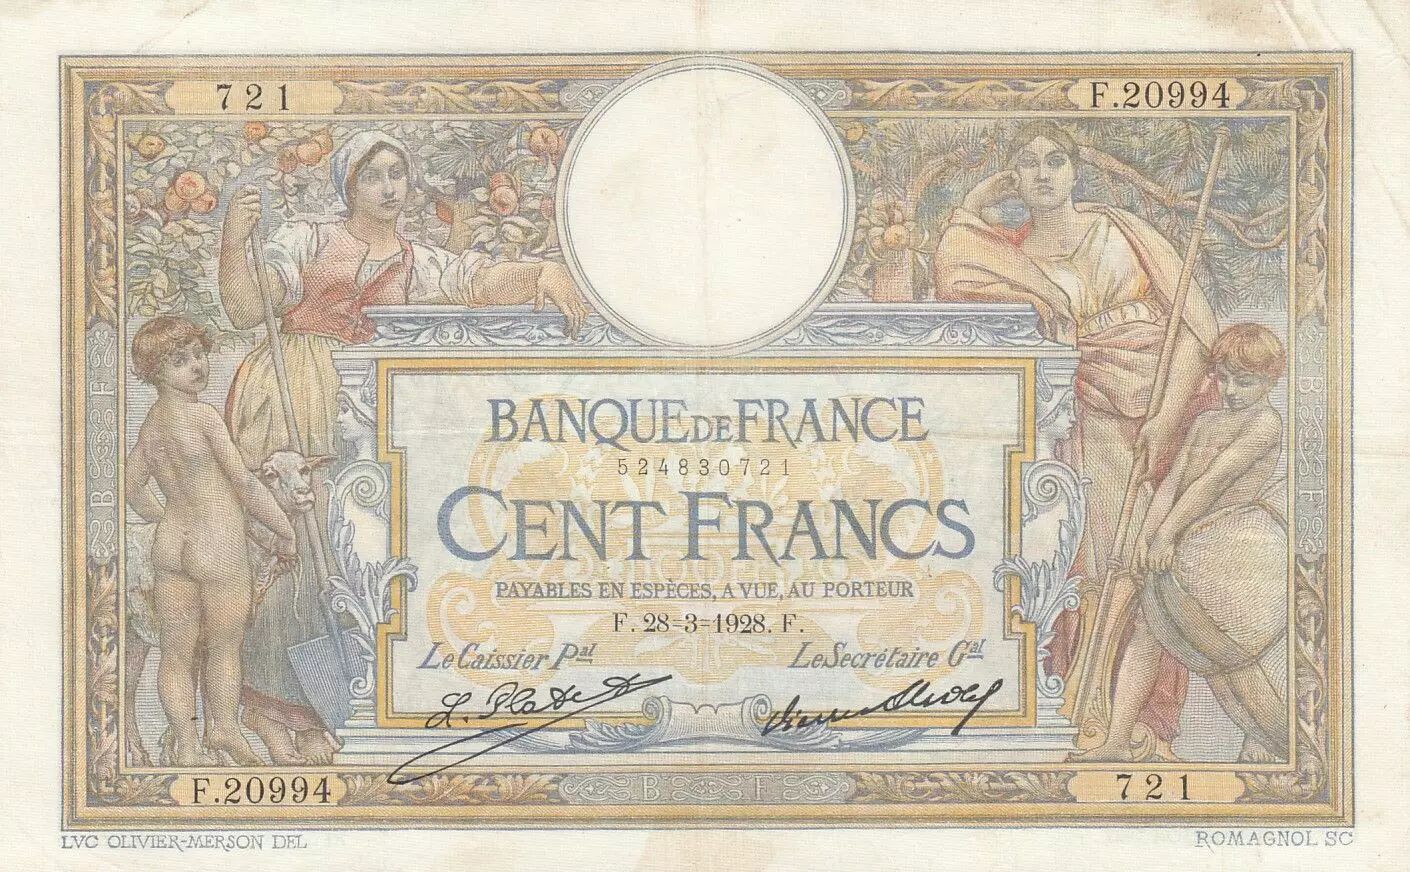 721
F.20994
BANQUE DE FRANCE
524830721
CENT FRANCS
PAYABLES EN ESPÈCES, A VUE, AU PORTEUR
F. 28=3=1928. F.
Le Caissier Pal
Le Secrétaire Gal
L. Platet
B F
B F
B F
F.20994
721
LVC OLIVIER-MERSON DEL
ROMAGNOL SC